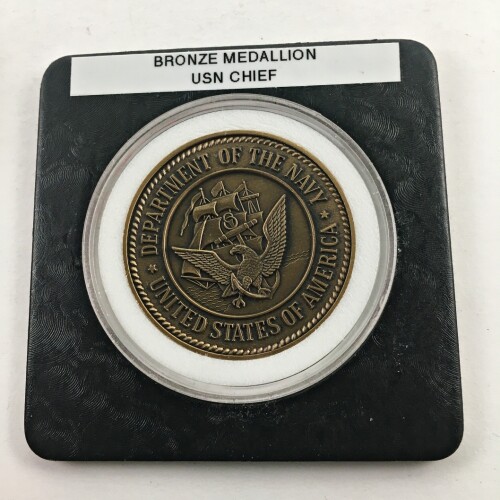 BRONZE MEDALLION
USN CHIEF
DEPARTMENT OF THE NAVY
UNITED STATES OF AMERICA